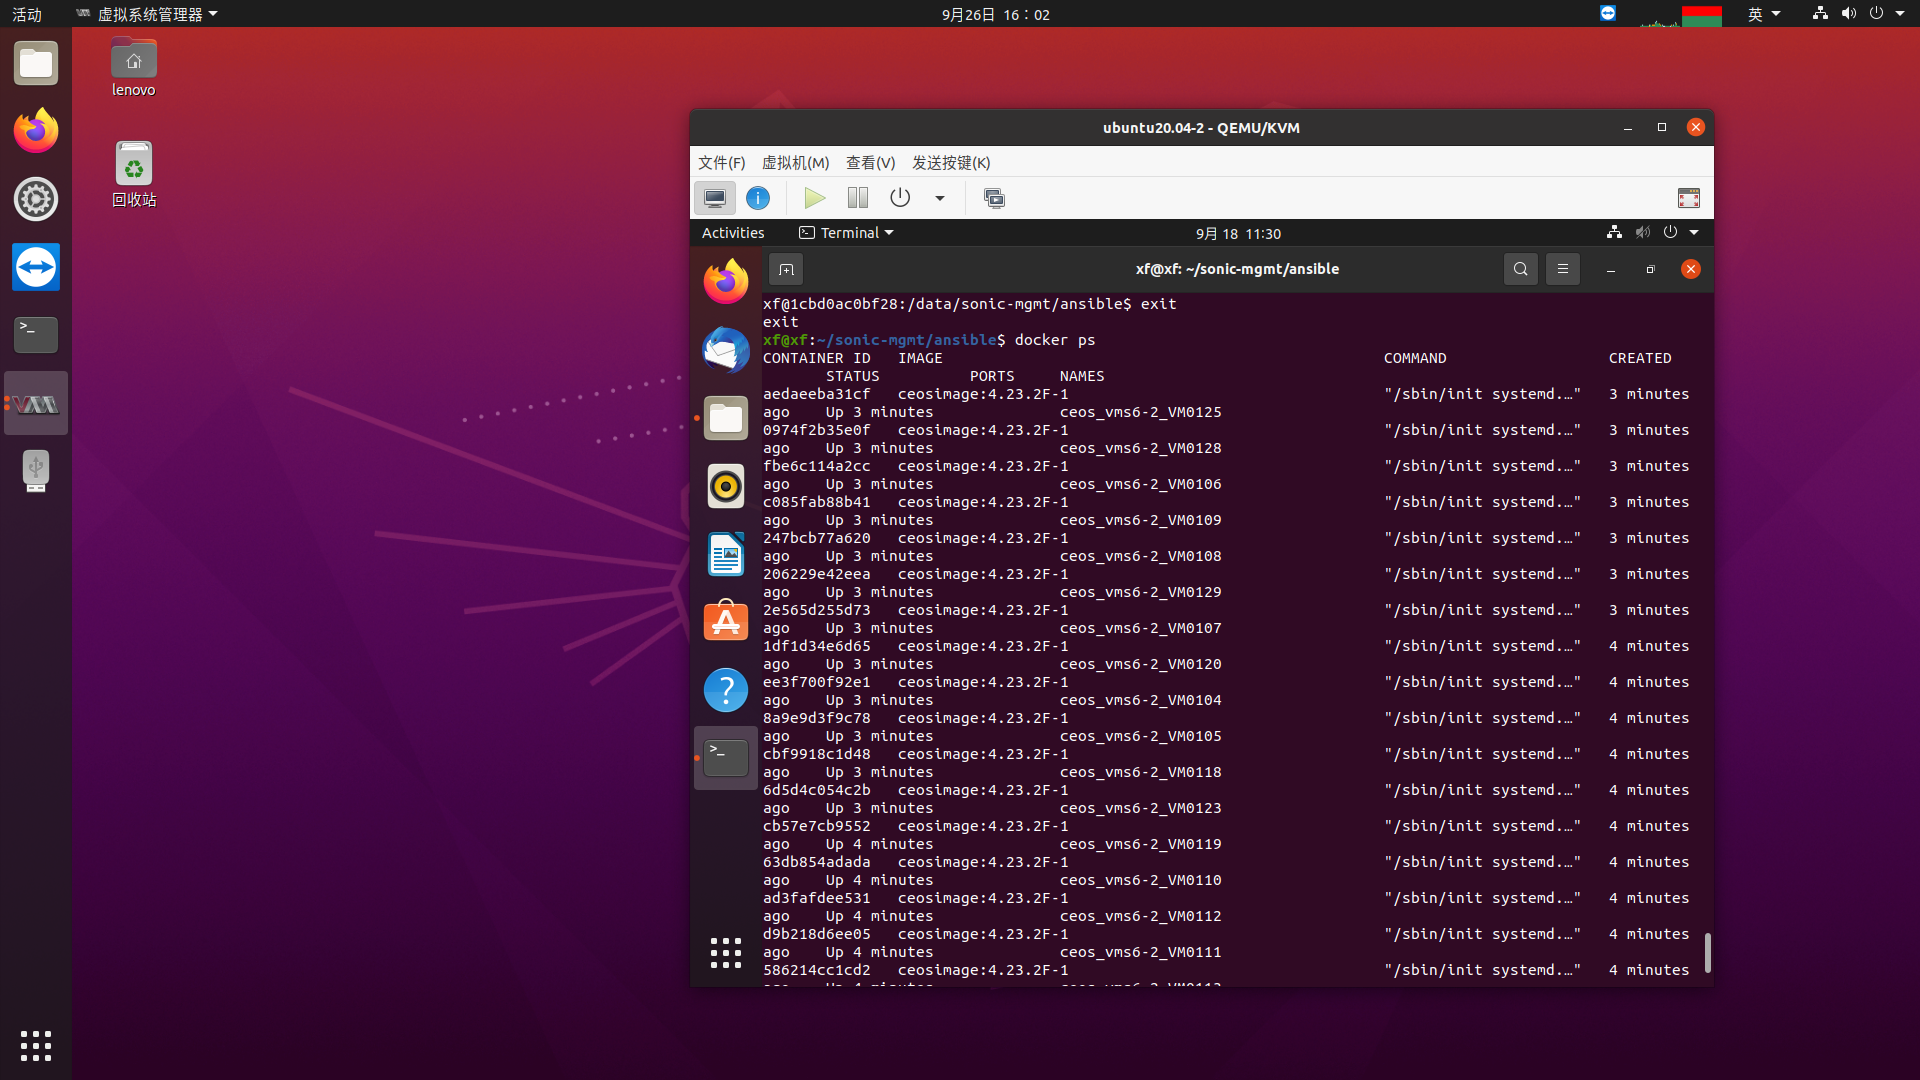 活动
虚拟系统管理器
9月26日 16：02
英
lenovo
回收站
ubuntu20.04-2 - QEMU/KVM
文件(F) 虚拟机(M) 查看(V) 发送按键(K)
Activities
Terminal
9月 18 11:30
xf@xf: ~/sonic-mgmt/ansible
xf@1cbd0ac0bf28:/data/sonic-mgmt/ansible$ exit
exit
xf@xf:~/sonic-mgmt/ansible$ docker ps
CONTAINER ID IMAGE COMMAND CREATED
STATUS PORTS NAMES
aedaeeba31cf ceosimage:4.23.2F-1 "/sbin/init systemd.…" 3 minutes
ago Up 3 minutes ceos_vms6-2_VM0125
0974f2b35e0f ceosimage:4.23.2F-1 "/sbin/init systemd.…" 3 minutes
ago Up 3 minutes ceos_vms6-2_VM0128
fbe6c114a2cc ceosimage:4.23.2F-1 "/sbin/init systemd.…" 3 minutes
ago Up 3 minutes ceos_vms6-2_VM0106
c085fab88b41 ceosimage:4.23.2F-1 "/sbin/init systemd.…" 3 minutes
ago Up 3 minutes ceos_vms6-2_VM0109
247bcb77a620 ceosimage:4.23.2F-1 "/sbin/init systemd.…" 3 minutes
ago Up 3 minutes ceos_vms6-2_VM0108
206229e42eea ceosimage:4.23.2F-1 "/sbin/init systemd.…" 3 minutes
ago Up 3 minutes ceos_vms6-2_VM0129
2e565d255d73 ceosimage:4.23.2F-1 "/sbin/init systemd.…" 3 minutes
ago Up 3 minutes ceos_vms6-2_VM0107
1df1d34e6d65 ceosimage:4.23.2F-1 "/sbin/init systemd.…" 4 minutes
ago Up 3 minutes ceos_vms6-2_VM0120
ee3f700f92e1 ceosimage:4.23.2F-1 "/sbin/init systemd.…" 4 minutes
ago Up 3 minutes ceos_vms6-2_VM0104
8a9e9d3f9c78 ceosimage:4.23.2F-1 "/sbin/init systemd.…" 4 minutes
ago Up 3 minutes ceos_vms6-2_VM0105
cbf9918c1d48 ceosimage:4.23.2F-1 "/sbin/init systemd.…" 4 minutes
ago Up 3 minutes ceos_vms6-2_VM0118
6d5d4c054c2b ceosimage:4.23.2F-1 "/sbin/init systemd.…" 4 minutes
ago Up 3 minutes ceos_vms6-2_VM0123
cb57e7cb9552 ceosimage:4.23.2F-1 "/sbin/init systemd.…" 4 minutes
ago Up 4 minutes ceos_vms6-2_VM0119
63db854adada ceosimage:4.23.2F-1 "/sbin/init systemd.…" 4 minutes
ago Up 4 minutes ceos_vms6-2_VM0110
ad3fafdee531 ceosimage:4.23.2F-1 "/sbin/init systemd.…" 4 minutes
ago Up 4 minutes ceos_vms6-2_VM0112
d9b218d6ee05 ceosimage:4.23.2F-1 "/sbin/init systemd.…" 4 minutes
ago Up 4 minutes ceos_vms6-2_VM0111
586214cc1cd2 ceosimage:4.23.2F-1 "/sbin/init systemd.…" 4 minutes